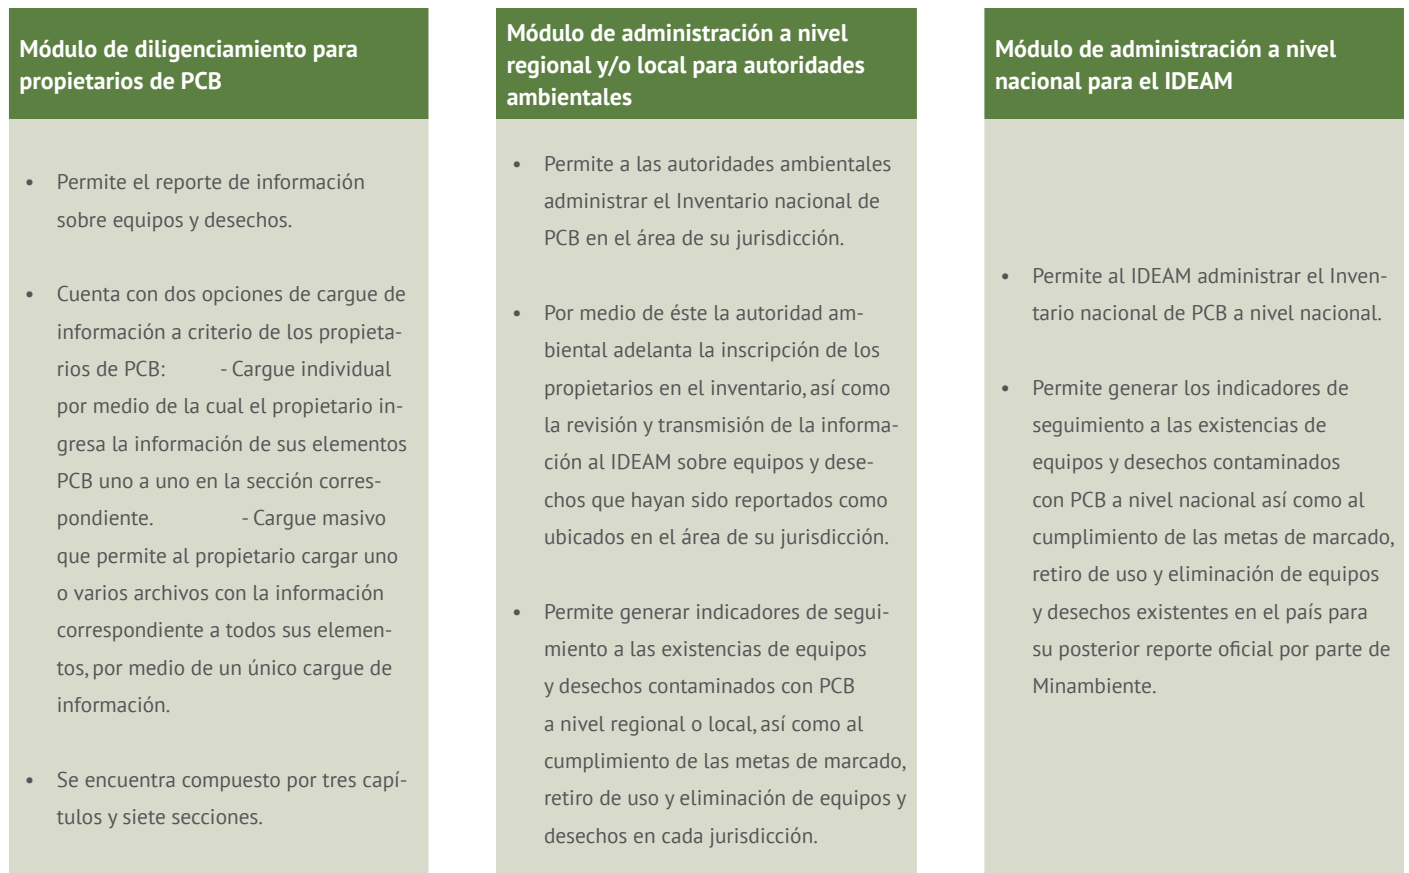 Módulo de diligenciamiento para
propietarios de PCB
• Permite el reporte de información
sobre equipos y desechos.
• Cuenta con dos opciones de cargue de
información a criterio de los propieta-
rios de PCB: - Cargue individual
por medio de la cual el propietario in-
gresa la información de sus elementos
PCB uno a uno en la sección corres-
pondiente. - Cargue masivo
que permite al propietario cargar uno
o varios archivos con la información
correspondiente a todos sus elemen-
tos, por medio de un único cargue de
información.
• Se encuentra compuesto por tres capí-
tulos y siete secciones.
Módulo de administración a nivel
regional y/o local para autoridades
ambientales
• Permite a las autoridades ambientales
administrar el Inventario nacional de
PCB en el área de su jurisdicción.
• Por medio de éste la autoridad am-
biental adelanta la inscripción de los
propietarios en el inventario, así como
la revisión y transmisión de la informa-
ción al IDEAM sobre equipos y dese-
chos que hayan sido reportados como
ubicados en el área de su jurisdicción.
• Permite generar indicadores de segui-
miento a las existencias de equipos
y desechos contaminados con PCB
a nivel regional o local, así como al
cumplimiento de las metas de marcado,
retiro de uso y eliminación de equipos y
desechos en cada jurisdicción.
Módulo de administración a nivel
nacional para el IDEAM
• Permite al IDEAM administrar el Inven-
tario nacional de PCB a nivel nacional.
• Permite generar los indicadores de
seguimiento a las existencias de
equipos y desechos contaminados
con PCB a nivel nacional así como al
cumplimiento de las metas de marcado,
retiro de uso y eliminación de equipos
y desechos existentes en el país para
su posterior reporte oficial por parte de
Minambiente.